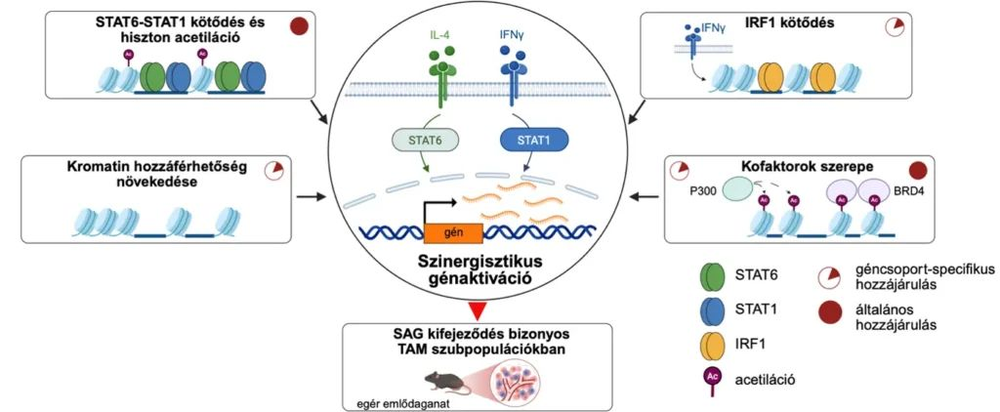 STAT6-STAT1 kötődés és
hiszton acetiláció
Ac
Ac
Kromatin hozzáférhetőség
növekedése
IL-4
IFNγ
STAT6
STAT1
gén
Szinergisztikus
génaktiváció
IRF1 kötődés
IFNγ
Kofaktorok szerepe
P300
BRD4
Ac
Ac
Ac
Ac
SAG kifejeződés bizonyos
TAM szubpopulációkban
egér emlődaganat
STAT6
STAT1
IRF1
Ac
acetiláció
géncsoport-specifikus
hozzájárulás
általános
hozzájárulás